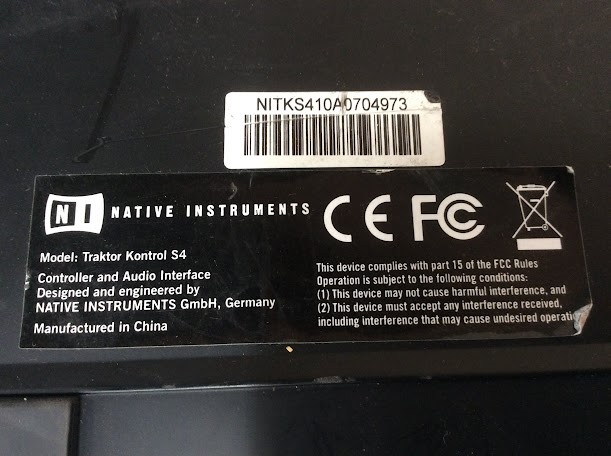 NITKS410A0704973
NI NATIVE INSTRUMENTS
CE FC
Model: Traktor Kontrol S4
Controller and Audio Interface
Designed and engineered by
NATIVE INSTRUMENTS GmbH, Germany
Manufactured in China
This device complies with part 15 of the FCC Rules
Operation is subject to the following conditions:
(1) This device may not cause harmful interference, and
(2) This device must accept any interference received,
including interference that may cause undesired operatio